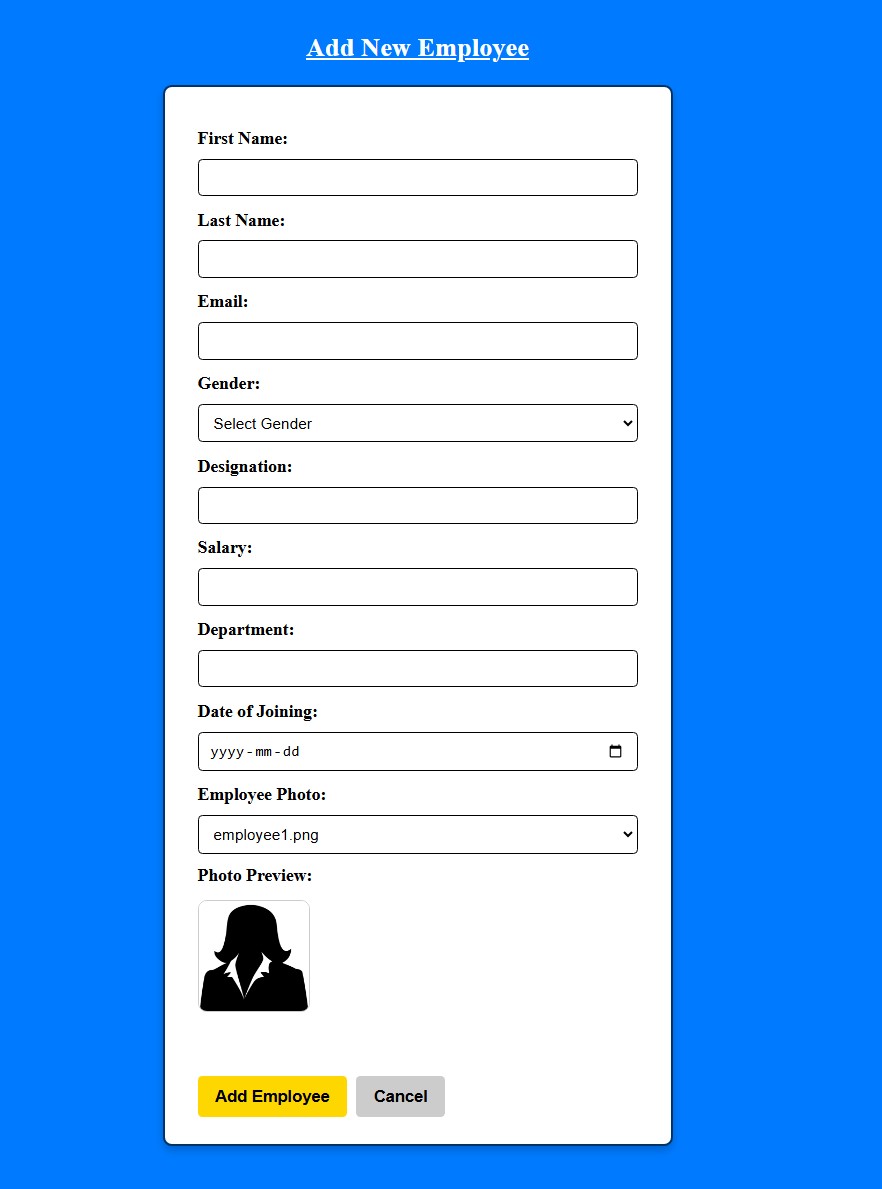 Add New Employee
First Name:
Last Name:
Email:
Gender:
Select Gender
Designation:
Salary:
Department:
Date of Joining:
yyyy-mm-dd
Employee Photo:
employee1.png
Photo Preview:
Add Employee Cancel